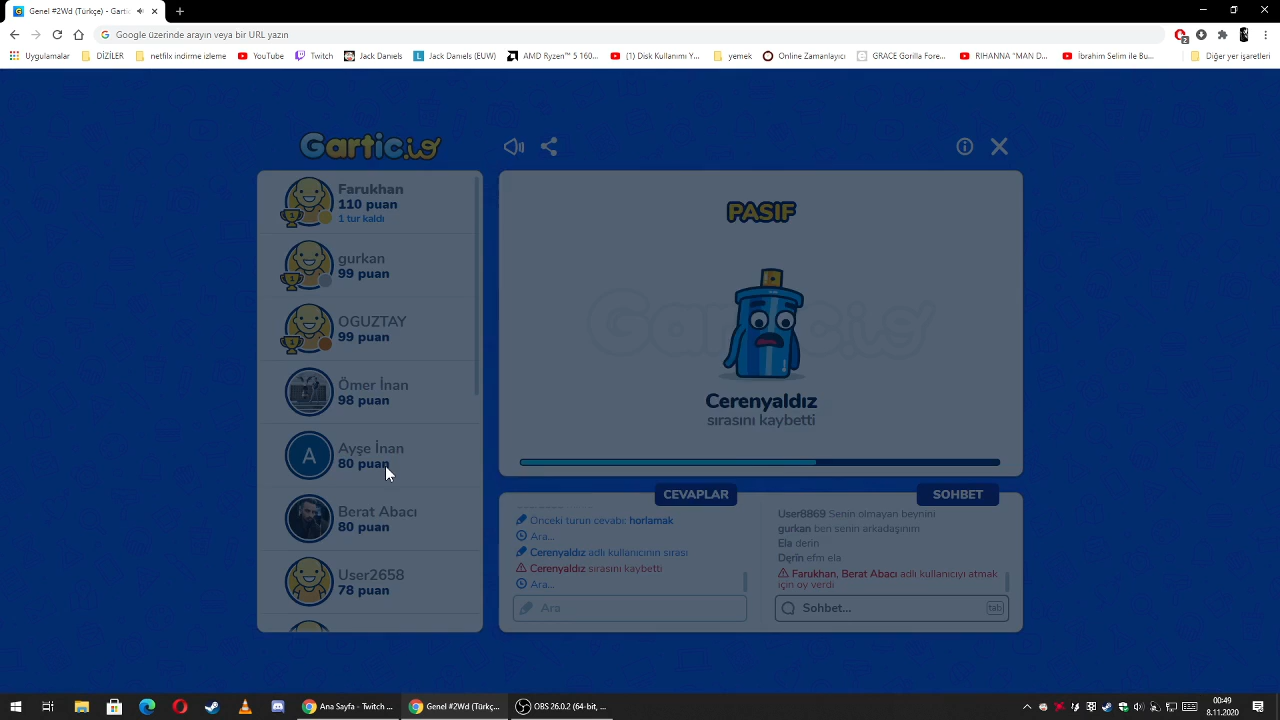 Genel #2Wd (Türkçe) - Gartic
Google üzerinde arayın veya bir URL yazın
2
Uygulamalar
DİZİLER
netfilx indirme izleme
YouTube
Twitch
Jack Daniels
Jack Daniels (EUW)
AMD Ryzen™ 5 160...
(1) Disk Kullanımı Y...
yemek
Online Zamanlayıcı
GRACE Gorilla Fore...
RIHANNA "MAN D...
İbrahim Selim ile Bu...
Diğer yer işaretleri
Gartic.io
Farukhan
110 puan
1 tur kaldı
gurkan
99 puan
OGUZTAY
99 puan
Ömer İnan
98 puan
A
Ayşe İnan
80 puan
Berat Abacı
80 puan
User2658
78 puan
PASİF
Gartic.io
Cerenyaldız
sırasını kaybetti
CEVAPLAR
Önceki turun cevabı: horlamak
Ara...
Cerenyaldız adlı kullanıcının sırası
Cerenyaldız sırasını kaybetti
Ara...
Ara
SOHBET
User8869 Senin olmayan beynini
gurkan ben senin arkadaşınım
Ela derin
Derîn efm ela
Farukhan, Berat Abacı adlı kullanıcıyı atmak
için oy verdi
Sohbet...
tab
Ana Sayfa - Twitch ...
Genel #2Wd (Türkç...
OBS 26.0.2 (64-bit, ...
00:49
8.11.2020